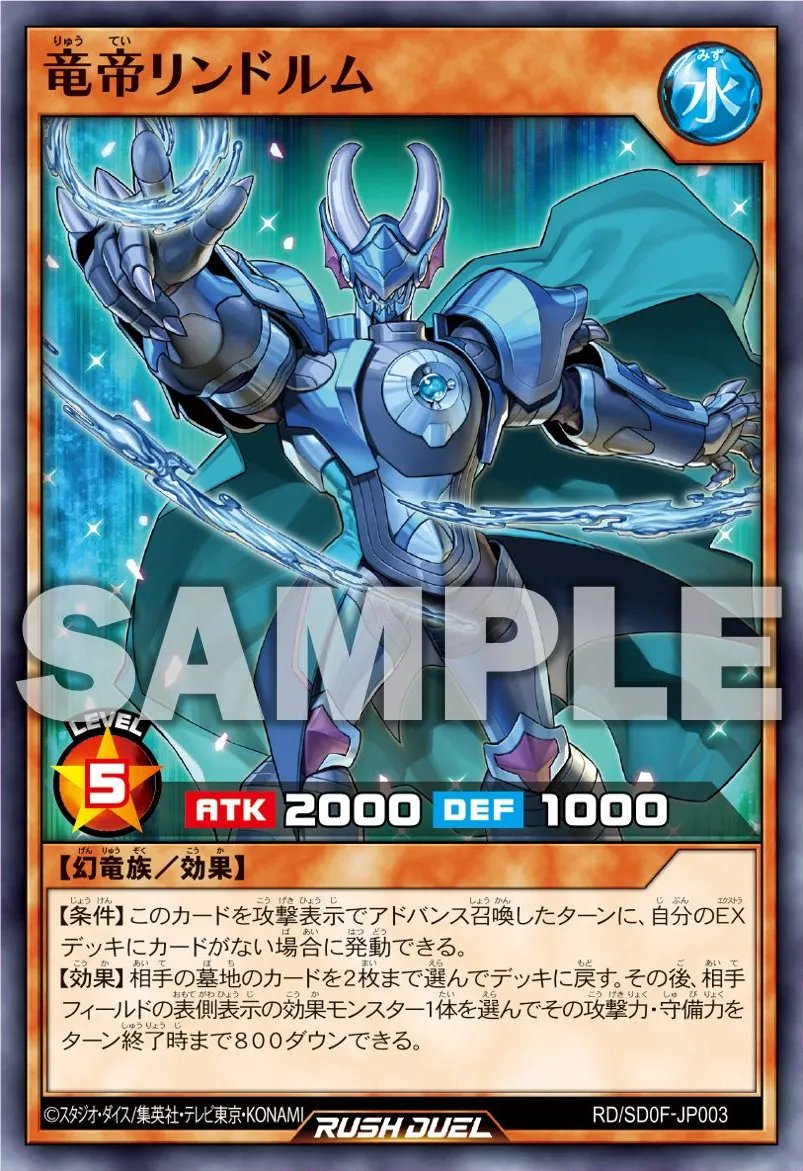 竜帝リンドルム
水
SAMPLE
LEVEL
5
ATK 2000 DEF 1000
【幻竜族／効果】
【条件】このカードを攻撃表示でアドバンス召喚したターンに、自分のEX
デッキにカードがない場合に発動できる。
【効果】相手の墓地のカードを2枚まで選んでデッキに戻す。その後、相手
フィールドの表側表示の効果モンスター1体を選んでその攻撃力・守備力を
ターン終了時まで800ダウンできる。
©スタジオ・ダイス/集英社・テレビ東京・KONAMI
RUSH DUEL
RD/SD0F-JP003